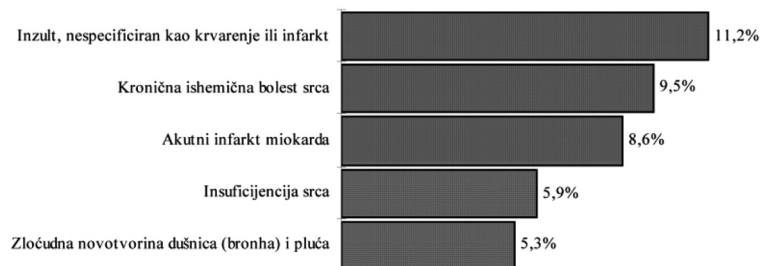 Inzult, nespecificiran kao krvarenje ili infarkt 11,2%
Kronična ishemična bolest srca 9,5%
Akutni infarkt miokarda 8,6%
Insuficijencija srca 5,9%
Zloćudna novotvorina dušnica (bronha) i pluća 5,3%